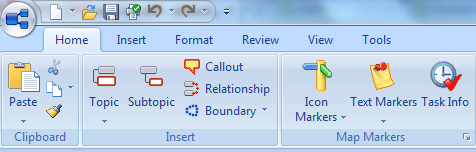 Home Insert Format Review View Tools
Callout
Relationship
Boundary
Paste Topic Subtopic Icon Markers Text Markers Task Info
Clipboard Insert Map Markers